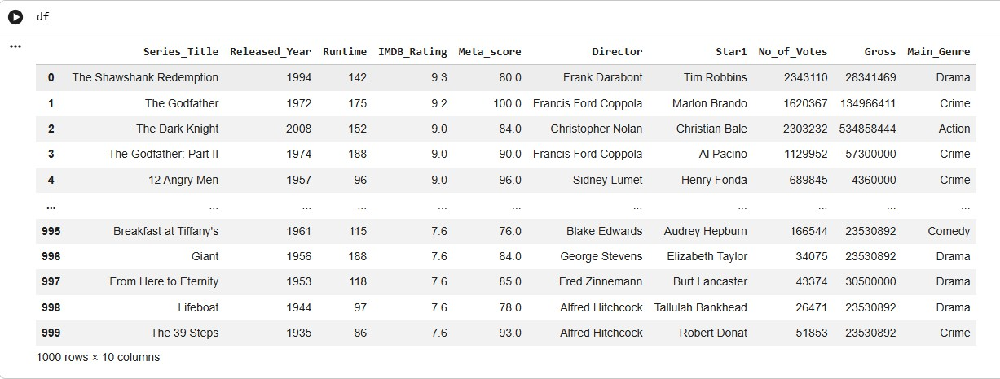 df
...
Series_Title Released_Year Runtime IMDB_Rating Meta_score Director Star1 No_of_Votes Gross Main_Genre
0 The Shawshank Redemption 1994 142 9.3 80.0 Frank Darabont Tim Robbins 2343110 28341469 Drama
1 The Godfather 1972 175 9.2 100.0 Francis Ford Coppola Marlon Brando 1620367 134966411 Crime
2 The Dark Knight 2008 152 9.0 84.0 Christopher Nolan Christian Bale 2303232 534858444 Action
3 The Godfather: Part II 1974 188 9.0 90.0 Francis Ford Coppola Al Pacino 1129952 57300000 Crime
4 12 Angry Men 1957 96 9.0 96.0 Sidney Lumet Henry Fonda 689845 4360000 Crime
... ... ... ... ... ... ... ... ... ... ...
995 Breakfast at Tiffany's 1961 115 7.6 76.0 Blake Edwards Audrey Hepburn 166544 23530892 Comedy
996 Giant 1956 188 7.6 84.0 George Stevens Elizabeth Taylor 34075 23530892 Drama
997 From Here to Eternity 1953 118 7.6 85.0 Fred Zinnemann Burt Lancaster 43374 30500000 Drama
998 Lifeboat 1944 97 7.6 78.0 Alfred Hitchcock Tallulah Bankhead 26471 23530892 Drama
999 The 39 Steps 1935 86 7.6 93.0 Alfred Hitchcock Robert Donat 51853 23530892 Crime
1000 rows × 10 columns